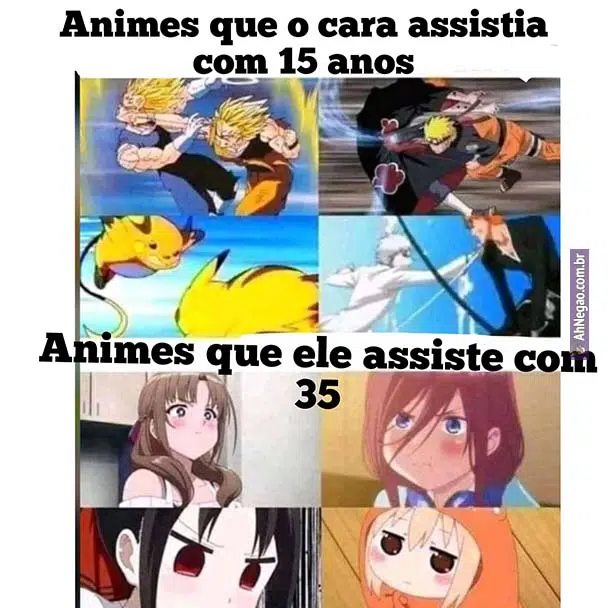 Animes que o cara assistia
com 15 anos
AhNegao.com.br
Animes que ele assiste com
35